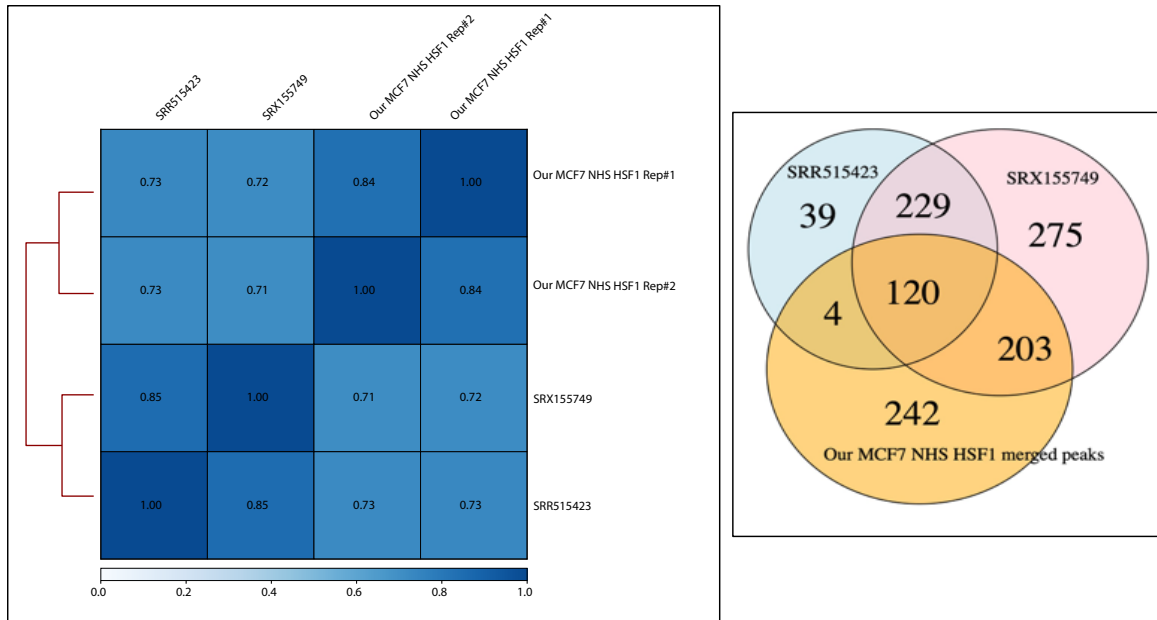 SRR515423
SRX155749
Our MCF7 NHS HSF1 Rep#2
Our MCF7 NHS HSF1 Rep#1
0.73 0.72 0.84 1.00 Our MCF7 NHS HSF1 Rep#1
0.73 0.71 1.00 0.84 Our MCF7 NHS HSF1 Rep#2
0.85 1.00 0.71 0.72 SRX155749
1.00 0.85 0.73 0.73 SRR515423
0.0 0.2 0.4 0.6 0.8 1.0
SRR515423 SRX155749
39 229 275
4 120 203
242
Our MCF7 NHS HSF1 merged peaks